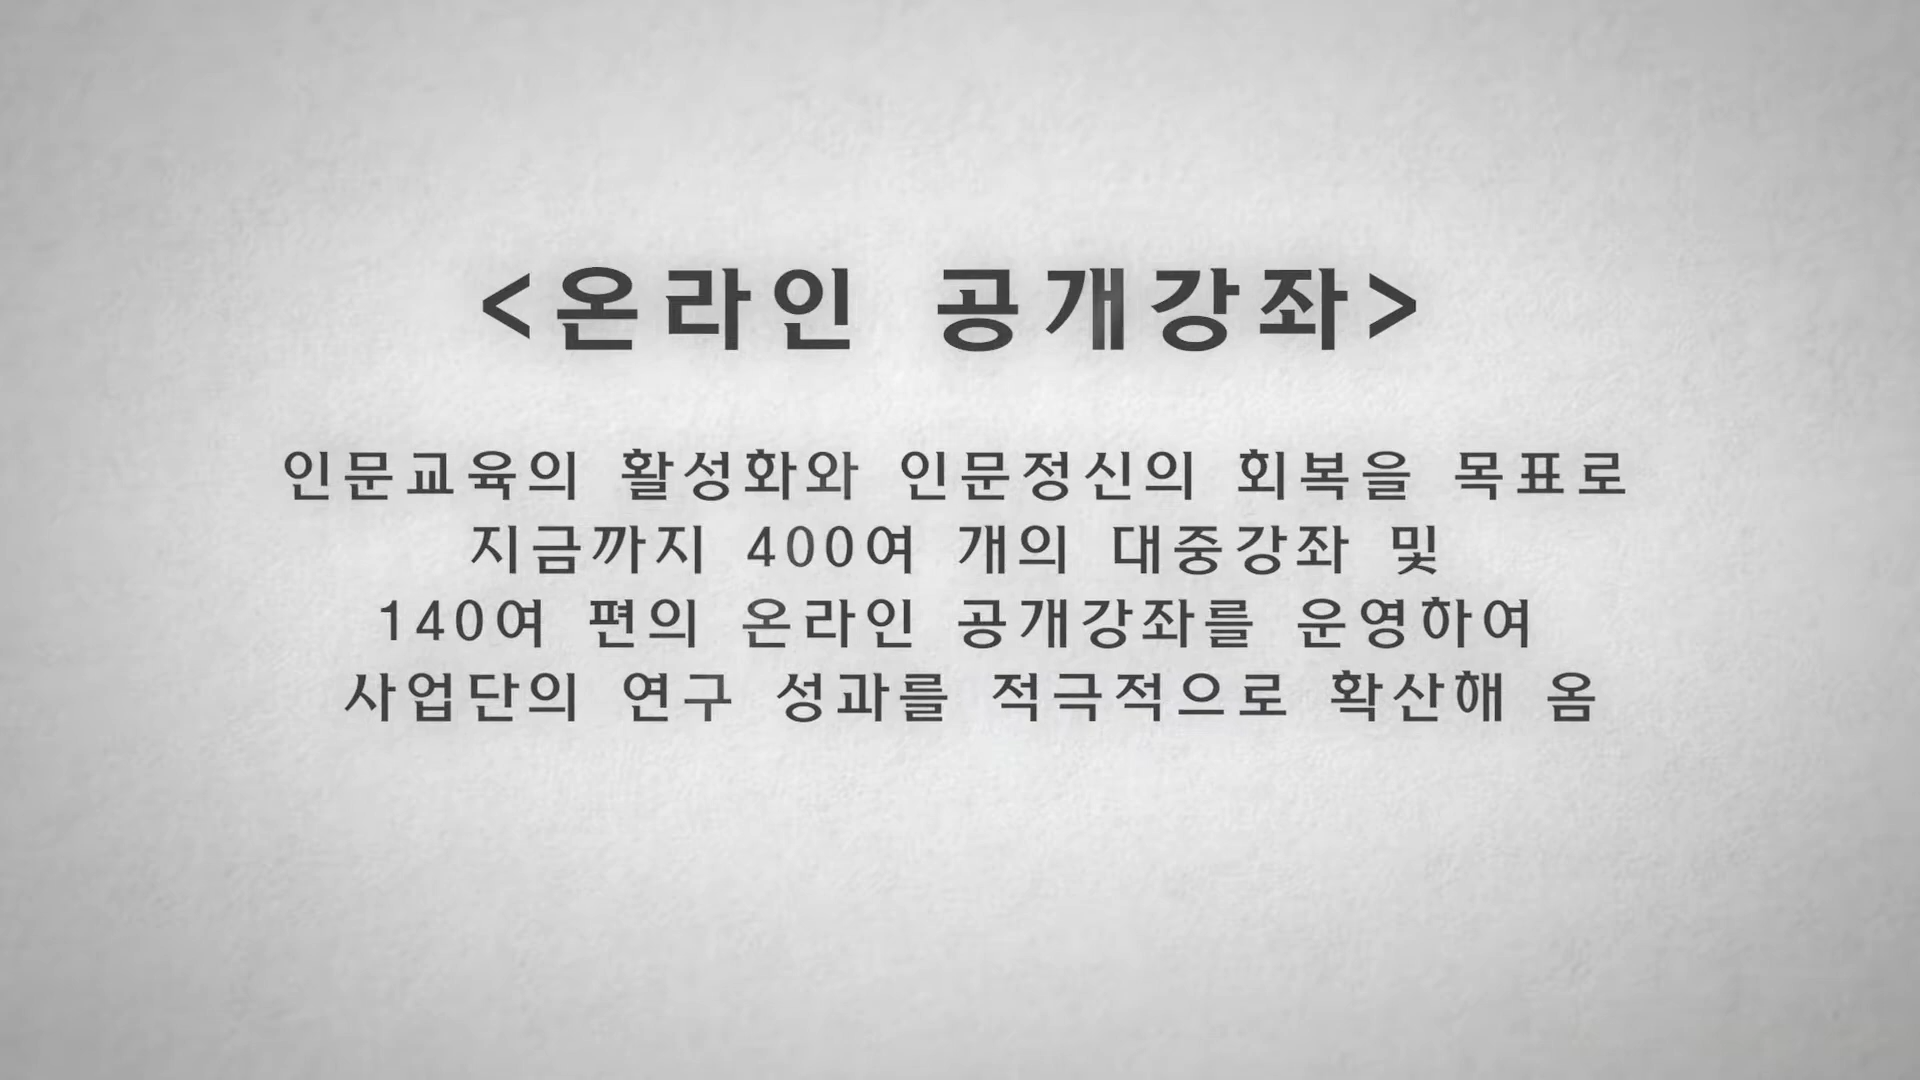 <온라인 공개강좌>
인문교육의 활성화와 인문정신의 회복을 목표로
지금까지 400여 개의 대중강좌 및
140여 편의 온라인 공개강좌를 운영하여
사업단의 연구 성과를 적극적으로 확산해 옴